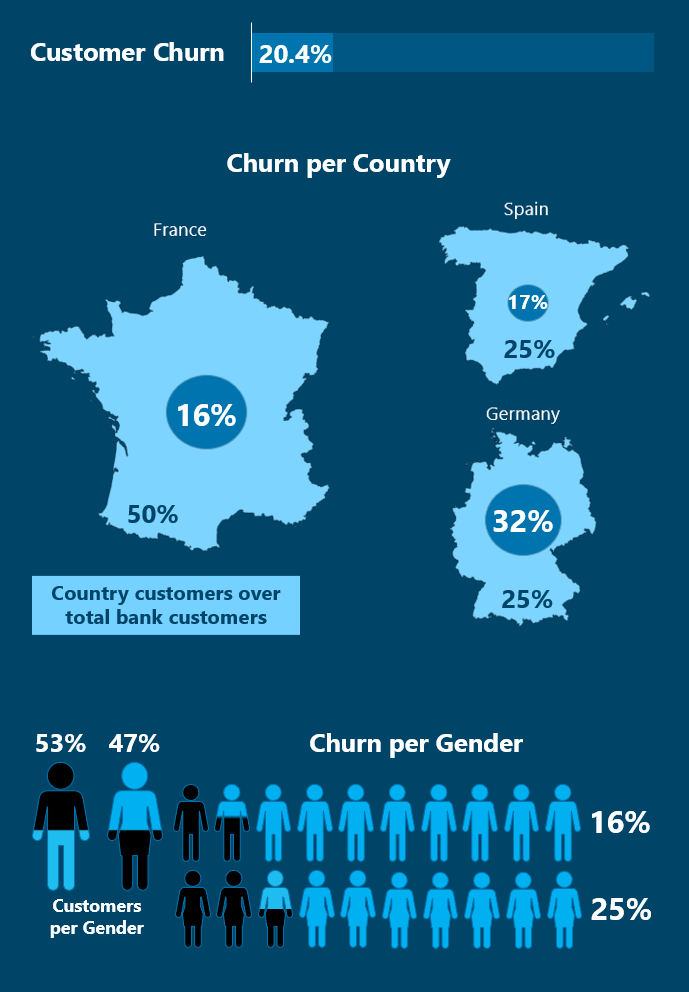 Customer Churn
20.4%
Churn per Country
France
16%
50%
Spain
17%
25%
Germany
32%
25%
Country customers over
total bank customers
53%
47%
Customers
per Gender
Churn per Gender
16%
25%